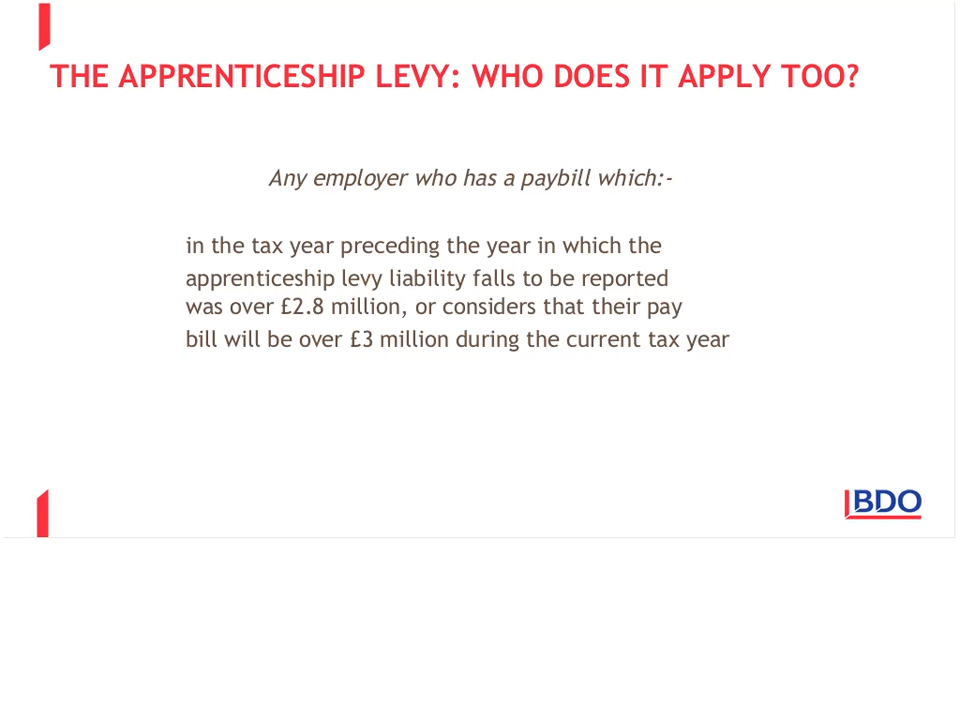 THE APPRENTICESHIP LEVY: WHO DOES IT APPLY TOO?
Any employer who has a paybill which:-
in the tax year preceding the year in which the
apprenticeship levy liability falls to be reported
was over £2.8 million, or considers that their pay
bill will be over £3 million during the current tax year
BDO